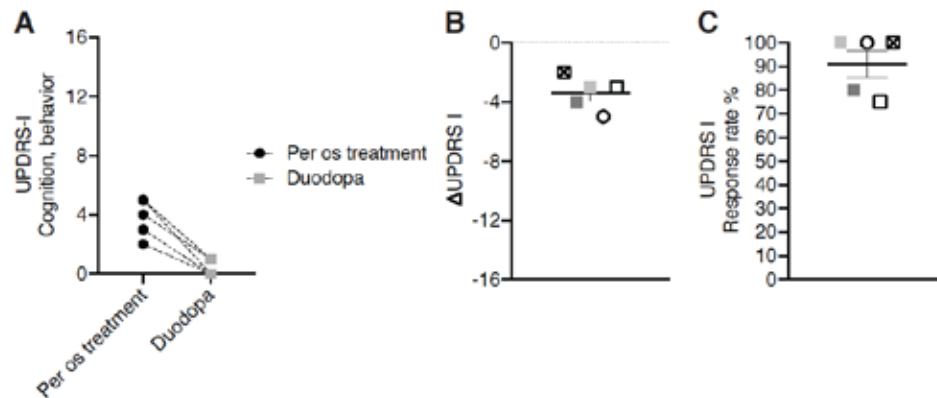 A
UPDRS-I
Cognition, behavior
16
12
8
4
0
Per os treatment
Duodopa
Per os treatment
Duodopa
B
ΔUPDRS I
0
-4
-8
-12
-16
C
UPDRS I
Response rate %
100
90
80
70
60
50
40
30
20
10
0